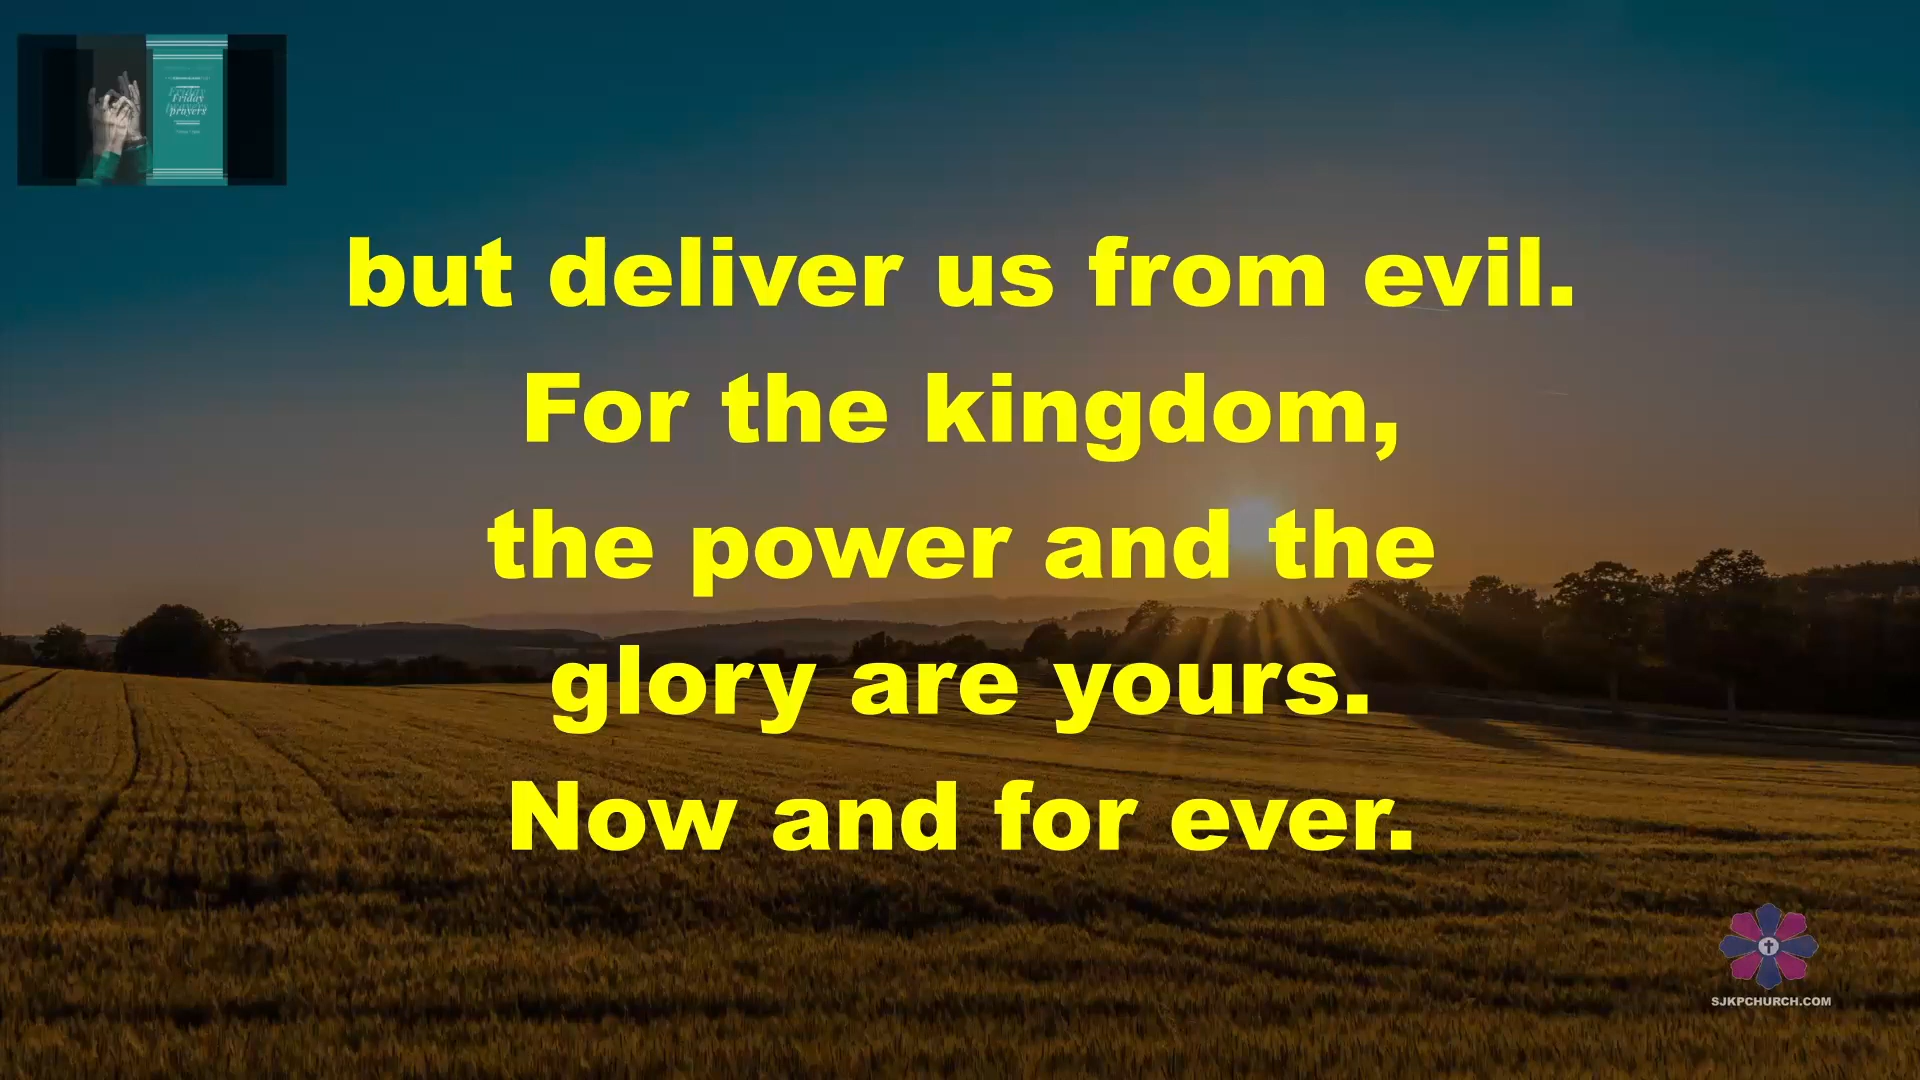 Friday
prayers
but deliver us from evil.
For the kingdom,
the power and the
glory are yours.
Now and for ever.
SJKPCHURCH.COM